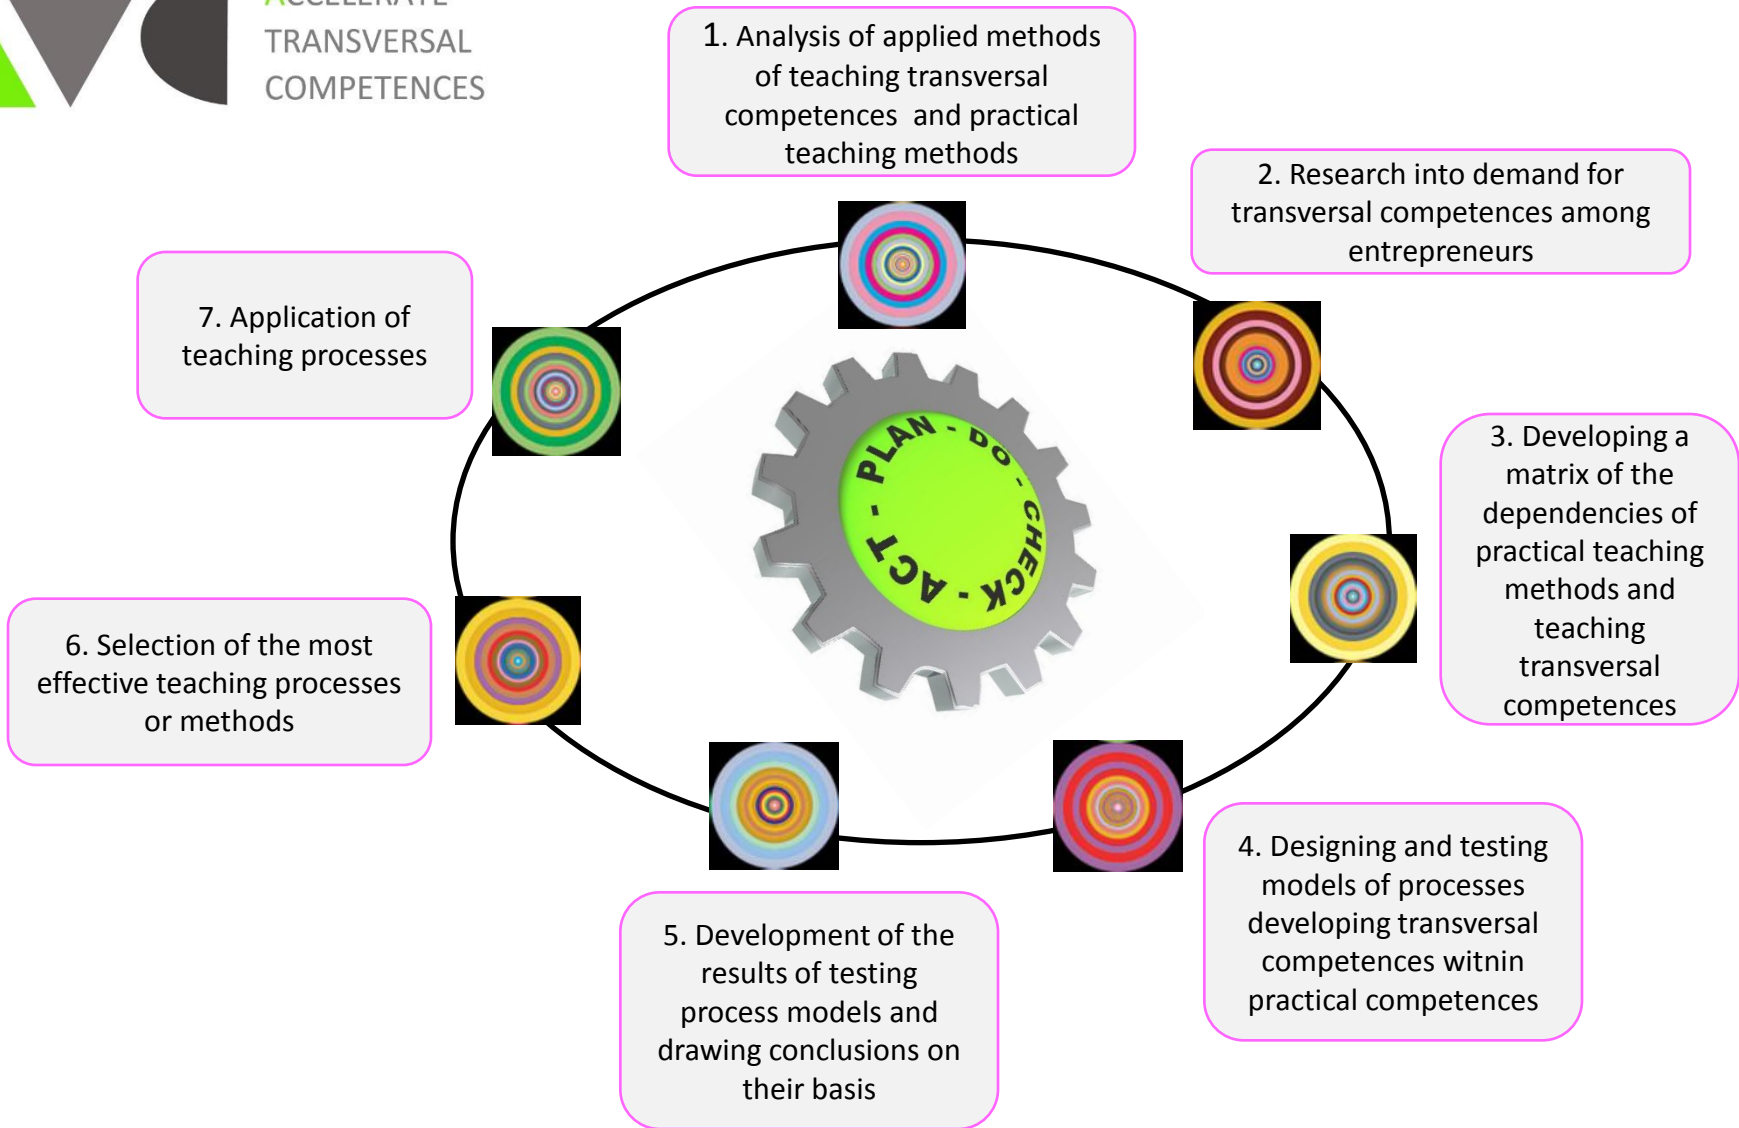 ACCELERATE
TRANSVERSAL
COMPETENCES
1. Analysis of applied methods
of teaching transversal
competences and practical
teaching methods
2. Research into demand for
transversal competences among
entrepreneurs
7. Application of
teaching processes
PLAN - DO - CHECK - ACT -
3. Developing a
matrix of the
dependencies of
practical teaching
methods and
teaching
transversal
competences
6. Selection of the most
effective teaching processes
or methods
4. Designing and testing
models of processes
developing transversal
competences witnin
practical competences
5. Development of the
results of testing
process models and
drawing conclusions on
their basis